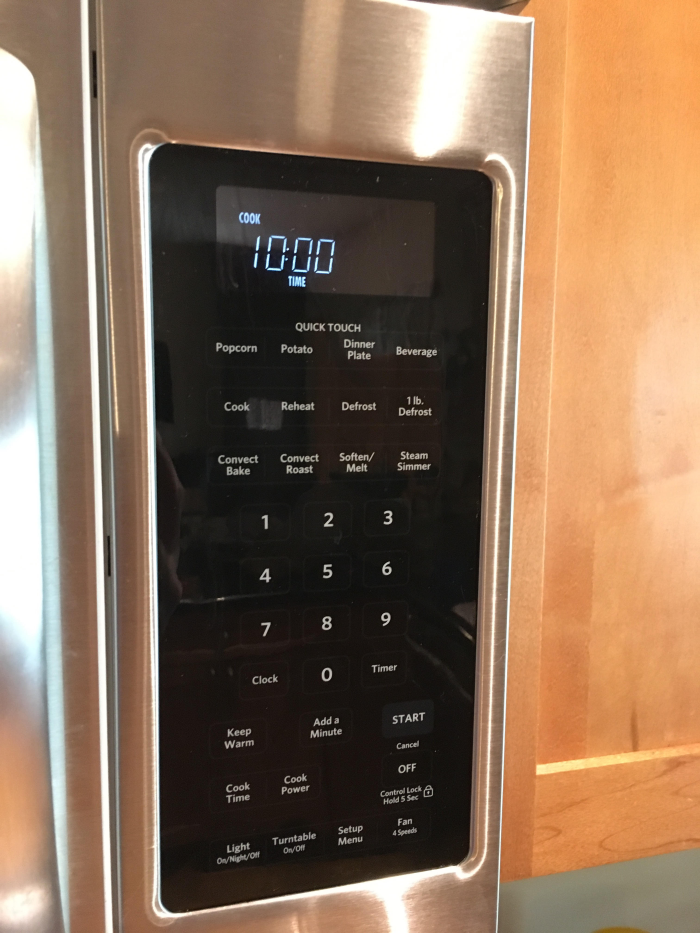 COOK
10:00
TIME
QUICK TOUCH
Popcorn Potato Dinner Plate Beverage
Cook Reheat Defrost 1 lb. Defrost
Convect Bake Convect Roast Soften/ Melt Steam Simmer
1 2 3
4 5 6
7 8 9
Clock 0 Timer
Keep Warm Add a Minute START
Cancel
OFF
Cook Time Cook Power Control Lock
Hold 5 Sec
Light Turntable Setup Menu Fan
On/Night/Off On/Off 4 Speeds